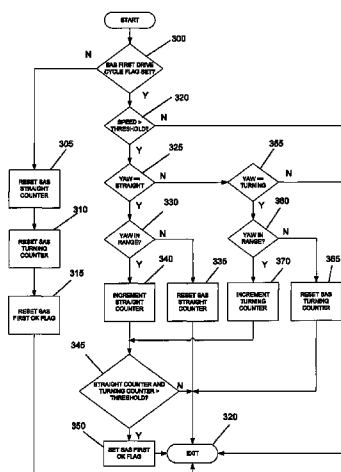 START
300
SAS FIRST DRIVE
CYCLE FLAG SET?
N
Y
320
SPEED >
THRESHOLD?
N
Y
305
RESET SAS
STRAIGHT
COUNTER
325
YAW ==
STRAIGHT
N
Y
355
YAW ==
TURNING
N
Y
310
RESET SAS
TURNING
COUNTER
330
YAW IN
RANGE?
N
Y
360
YAW IN
RANGE?
N
Y
315
RESET SAS
FIRST OK FLAG
340
INCREMENT
STRAIGHT
COUNTER
335
RESET SAS
STRAIGHT
COUNTER
370
INCREMENT
TURNING
COUNTER
365
RESET SAS
TURNING
COUNTER
345
STRAIGHT COUNTER AND
TURNING COUNTER >
THRESHOLD?
N
Y
350
SET SAS FIRST
OK FLAG
320
EXIT